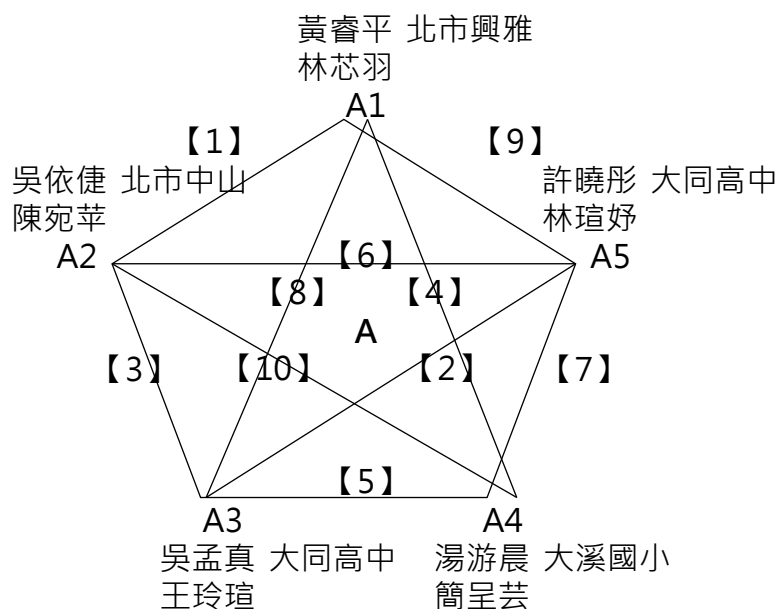 黃睿平 北市興雅
林芯羽
A1
【1】
【9】
吳依倢 北市中山
陳宛苹
A2
許曉彤 大同高中
林瑄妤
A5
【6】
【8】
【4】
A
【3】
【10】
【2】
【7】
【5】
A3
吳孟真 大同高中
王玲瑄
A4
湯游晨 大溪國小
簡呈芸